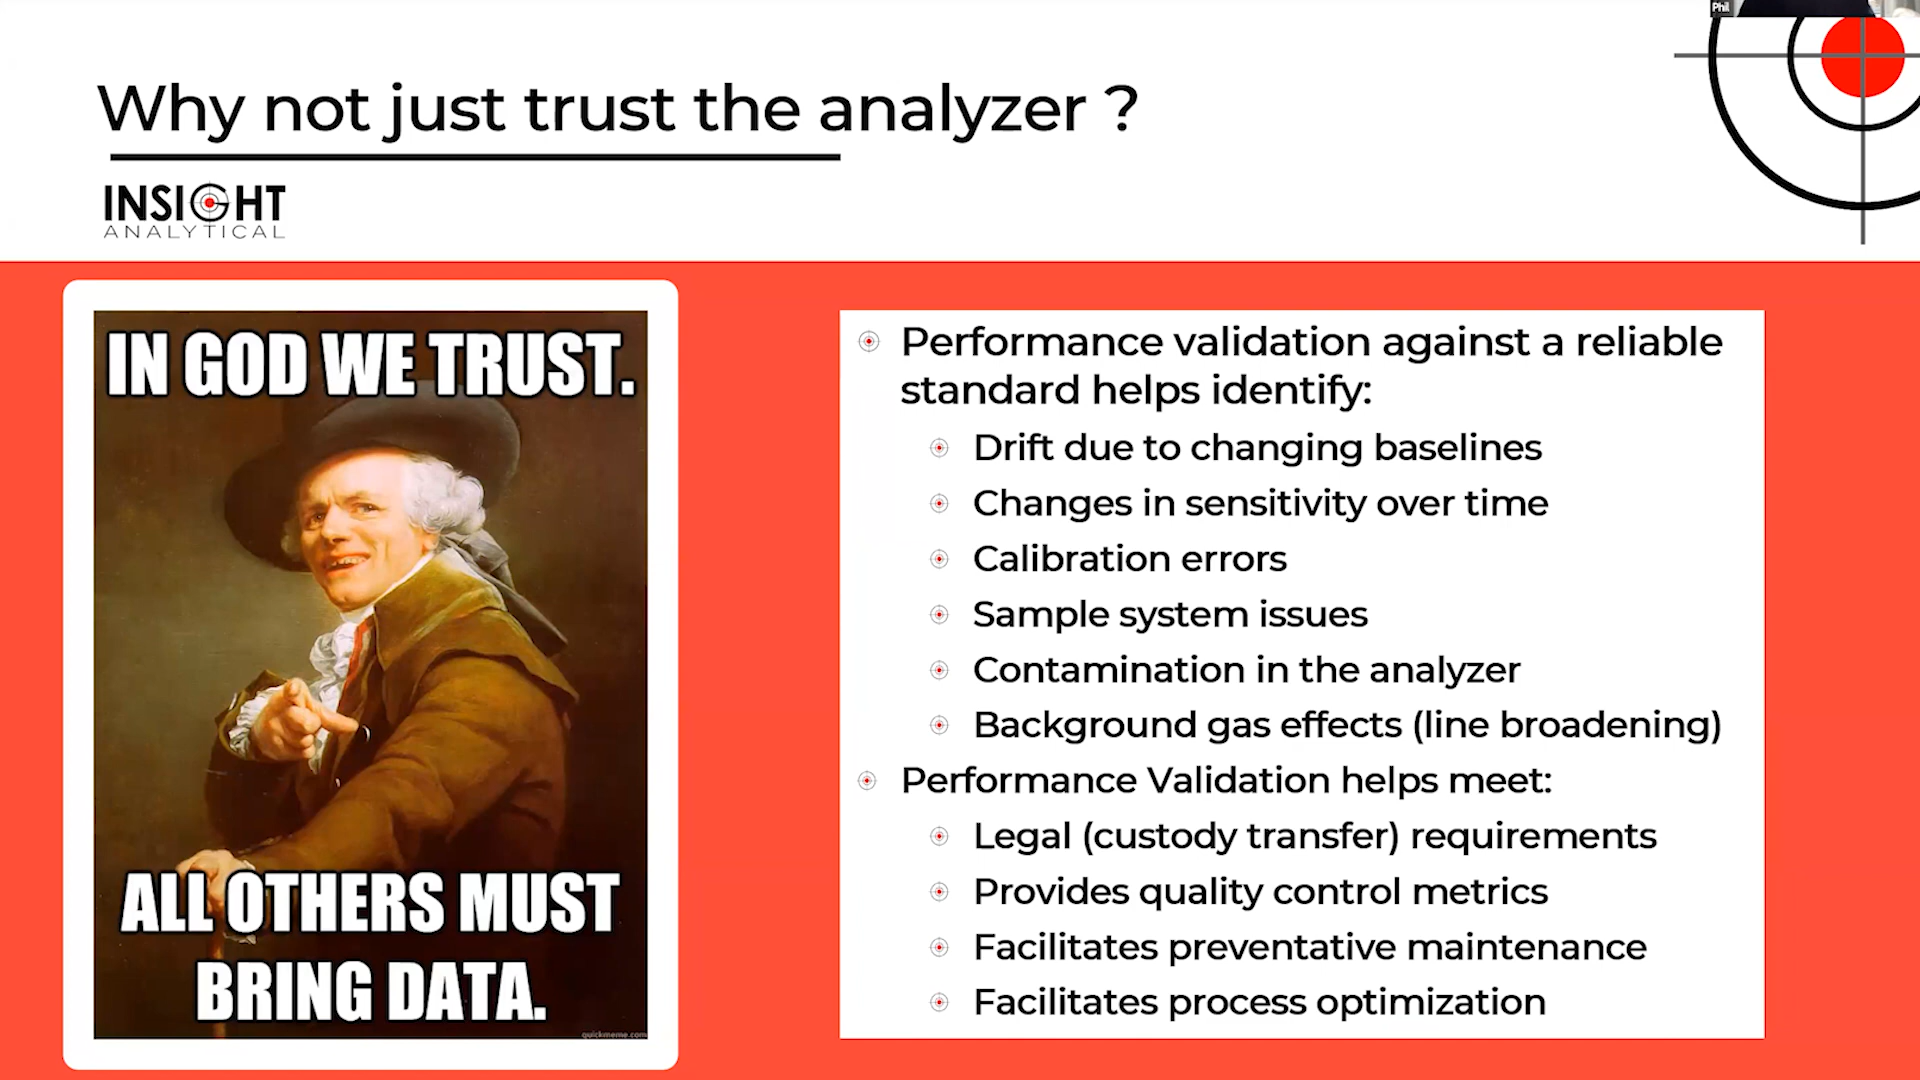 Phil
Why not just trust the analyzer ?
INSIGHT
ANALYTICAL
IN GOD WE TRUST.
ALL OTHERS MUST
BRING DATA.
quickmeme.com
Performance validation against a reliable
standard helps identify:
Drift due to changing baselines
Changes in sensitivity over time
Calibration errors
Sample system issues
Contamination in the analyzer
Background gas effects (line broadening)
Performance Validation helps meet:
Legal (custody transfer) requirements
Provides quality control metrics
Facilitates preventative maintenance
Facilitates process optimization